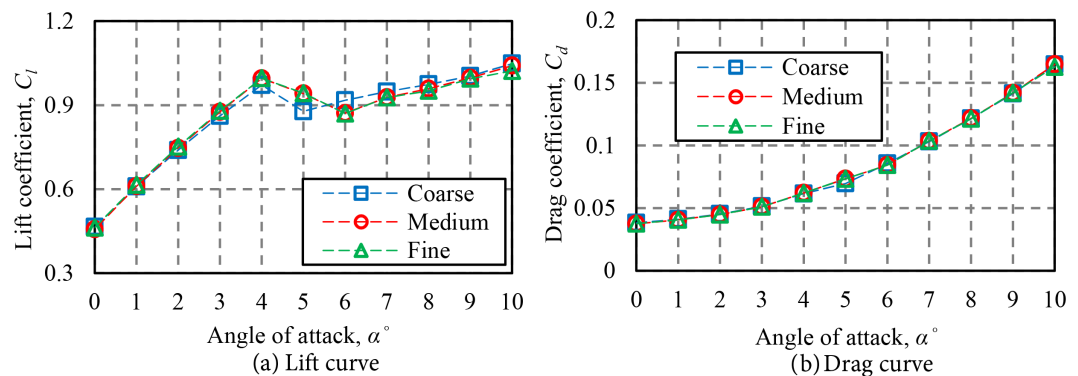 1.2
0.9
0.6
0.3
Lift coefficient, C_l
Coarse
Medium
Fine
0 1 2 3 4 5 6 7 8 9 10
Angle of attack, α°
(a) Lift curve
0.2
0.15
0.1
0.05
0
Drag coefficient, C_d
Coarse
Medium
Fine
0 1 2 3 4 5 6 7 8 9 10
Angle of attack, α°
(b) Drag curve